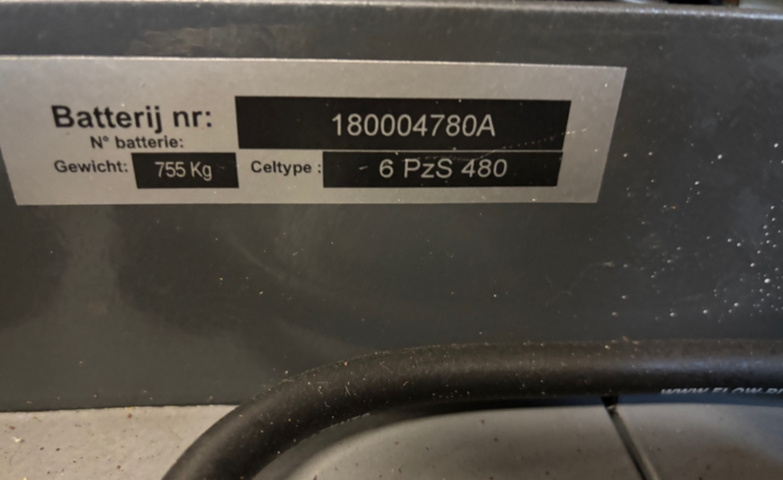 Batterij nr: 180004780A
N° batterie:
Gewicht: 755 Kg Celtype : 6 PzS 480